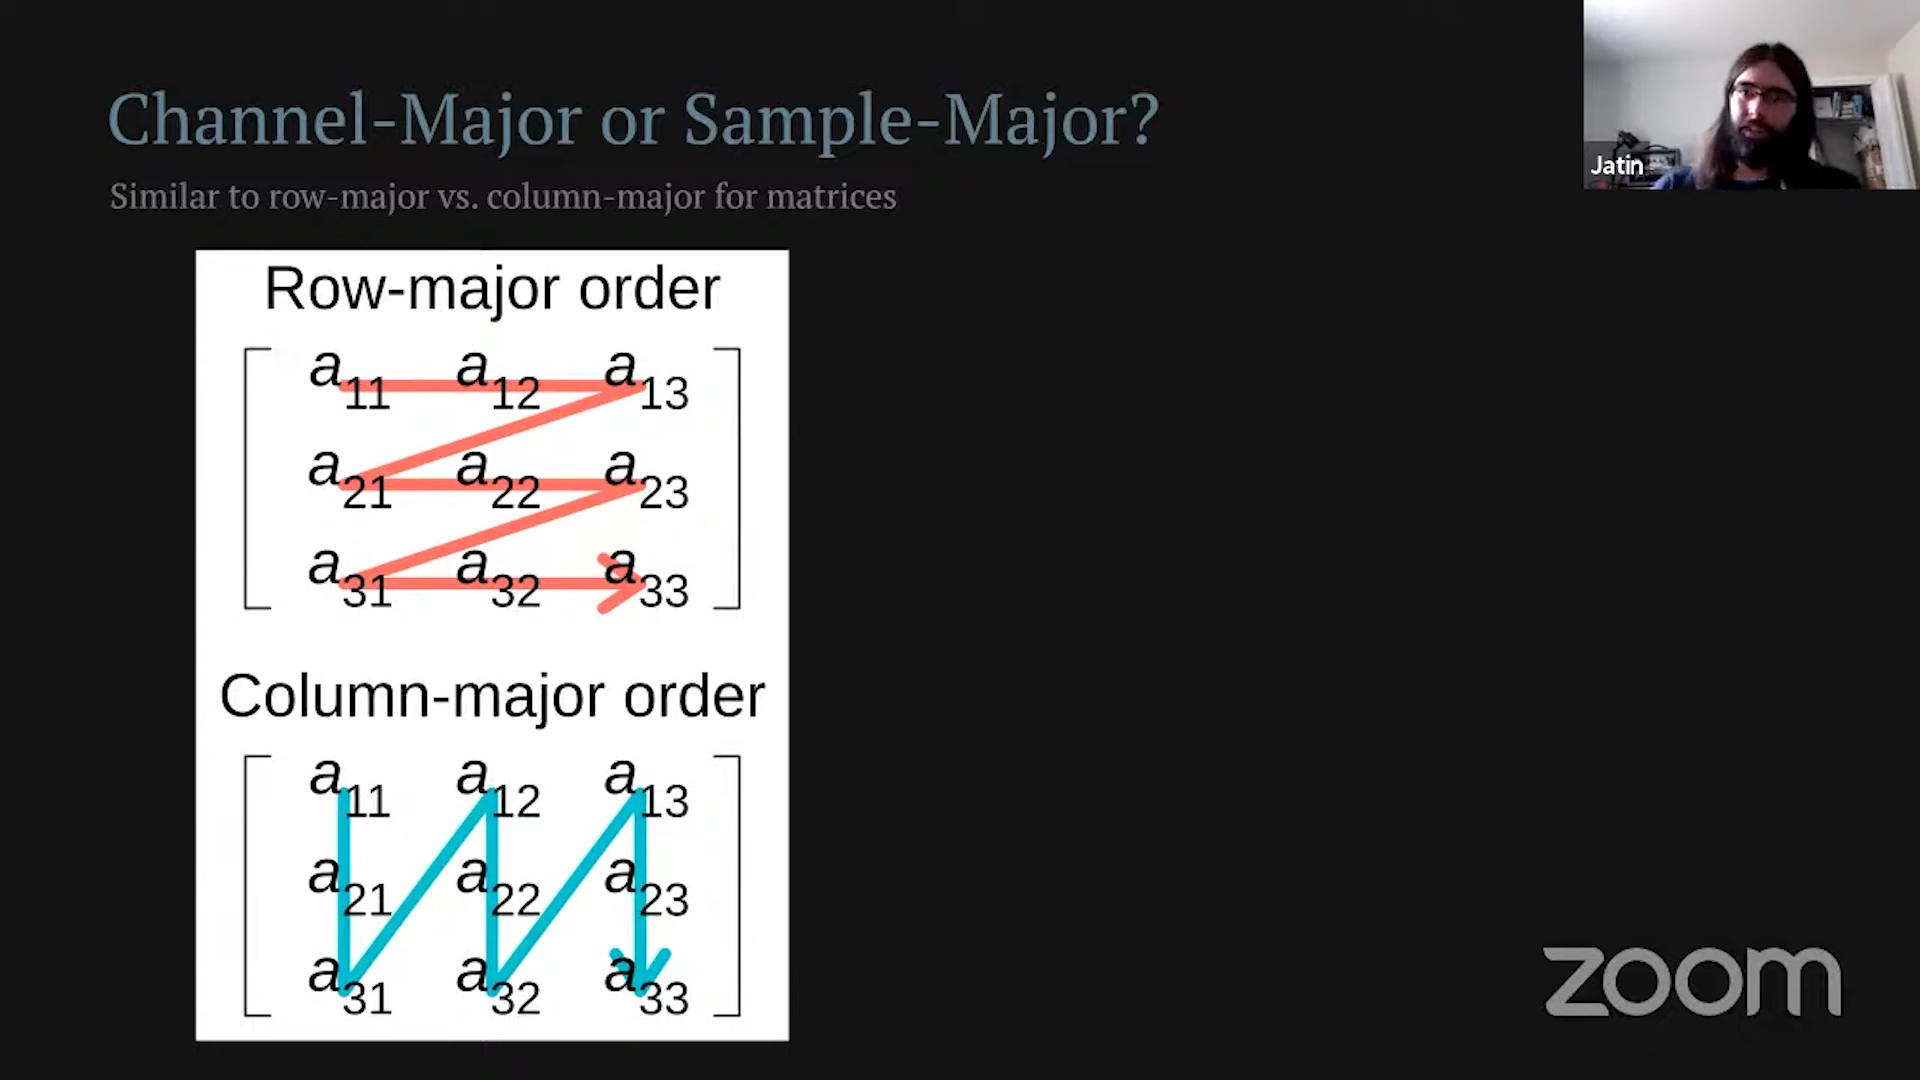 Channel-Major or Sample-Major?
Similar to row-major vs. column-major for matrices
Jatin
Row-major order
a11 a12 a13
a21 a22 a23
a31 a32 a33
Column-major order
a11 a12 a13
a21 a22 a23
a31 a32 a33
zoom